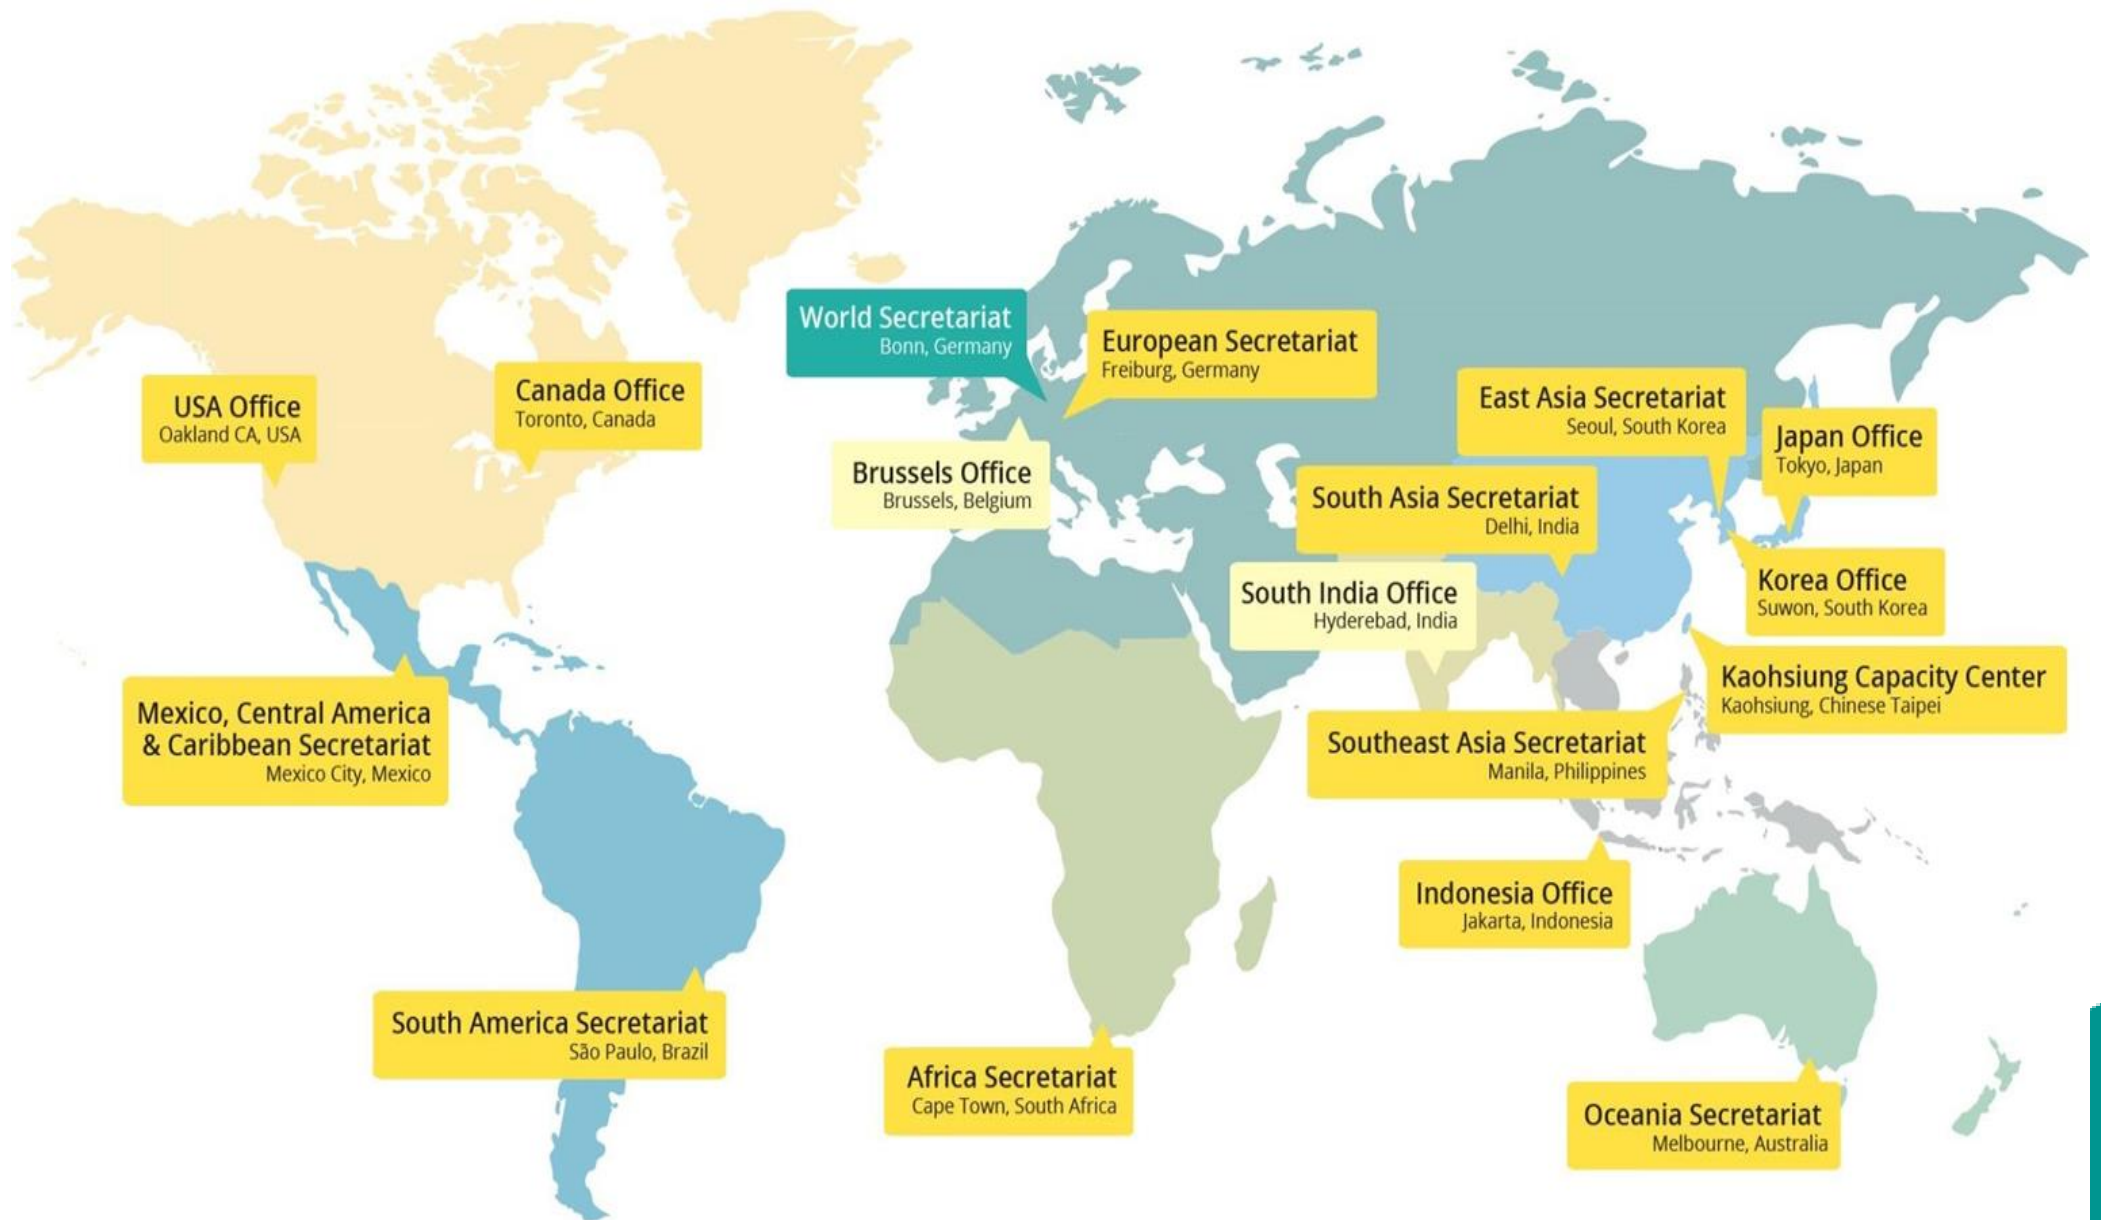 World Secretariat
Bonn, Germany
European Secretariat
Freiburg, Germany
USA Office
Oakland CA, USA
Canada Office
Toronto, Canada
East Asia Secretariat
Seoul, South Korea
Japan Office
Tokyo, Japan
Brussels Office
Brussels, Belgium
South Asia Secretariat
Delhi, India
South India Office
Hyderebad, India
Korea Office
Suwon, South Korea
Kaohsiung Capacity Center
Kaohsiung, Chinese Taipei
Mexico, Central America
& Caribbean Secretariat
Mexico City, Mexico
Southeast Asia Secretariat
Manila, Philippines
Indonesia Office
Jakarta, Indonesia
South America Secretariat
São Paulo, Brazil
Africa Secretariat
Cape Town, South Africa
Oceania Secretariat
Melbourne, Australia